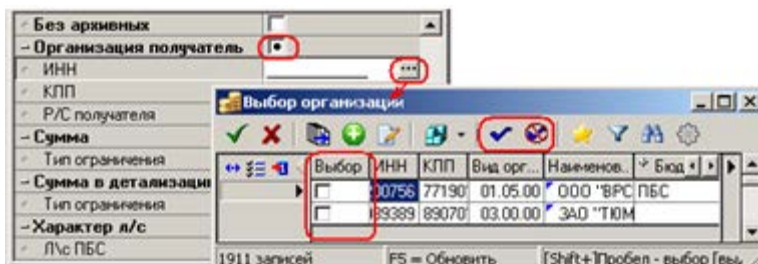 Без архивных
Организация получатель
ИНН
КПП
Р/С получателя
Сумма
Тип ограничения
Сумма в детализации
Тип ограничения
Характер л/с
Л\с ПБС
Выбор организации
Выбор ИНН КПП Вид орг... Наименов.. Бюд
00756 77190 01.05.00 ООО "ВРС ПБС
39389 89070 03.00.00 ЗАО "ТЮМ
1911 записей F5 = Обновить [Shift+]Пробел - выбор [вы